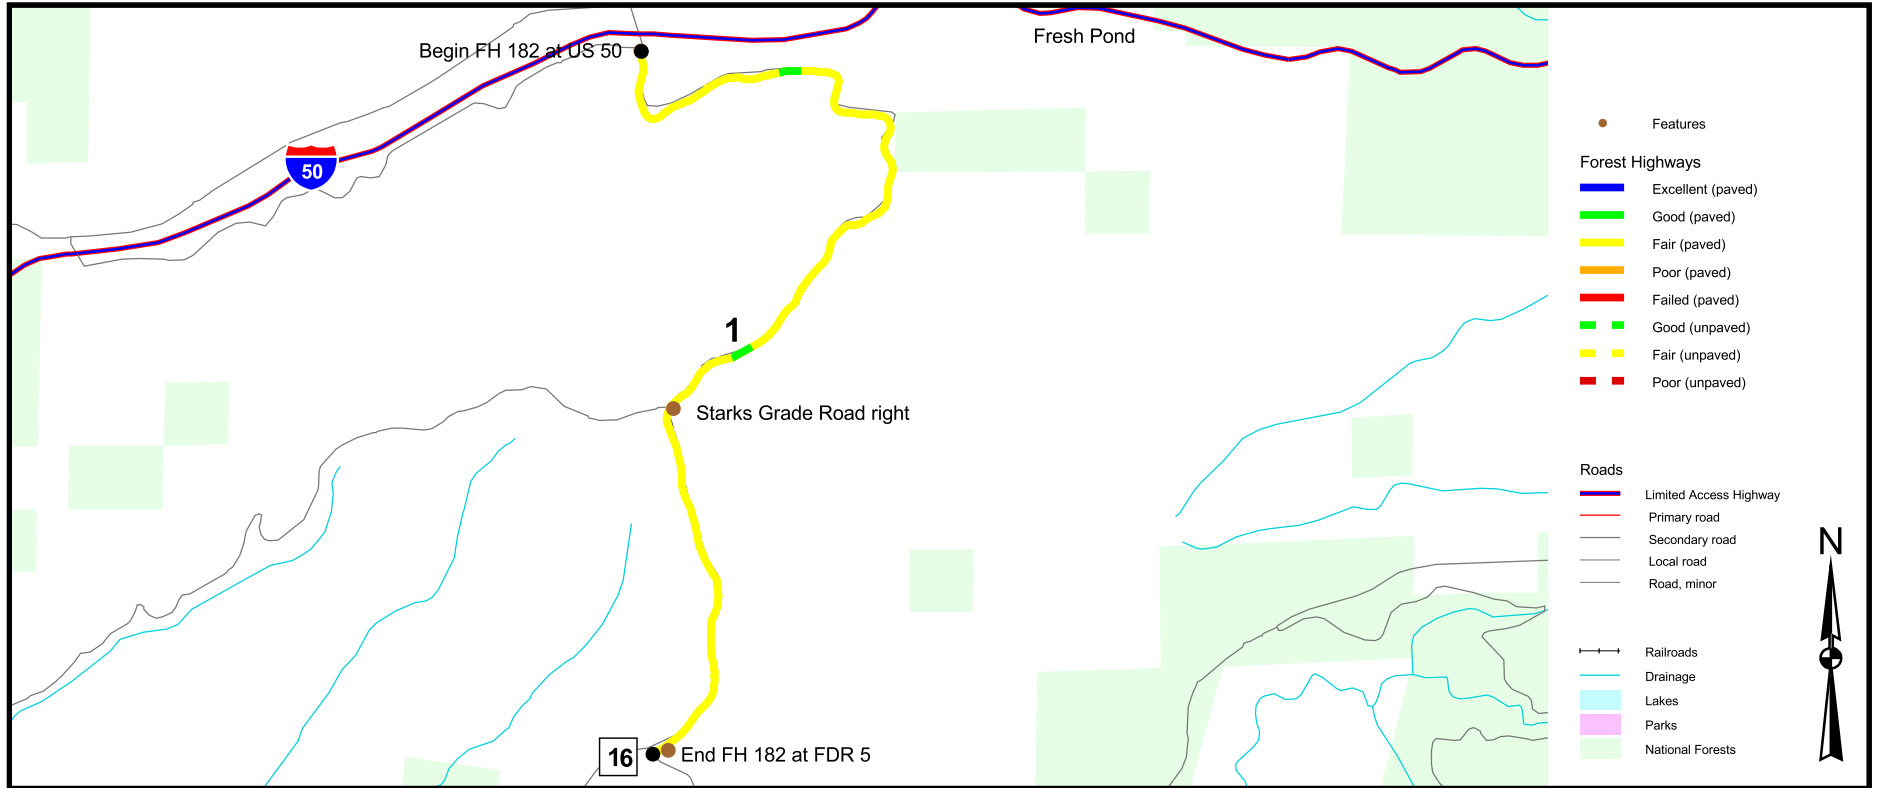 Fresh Pond
Begin FH 182 at US 50
50
1
Starks Grade Road right
16
End FH 182 at FDR 5
Features
Forest Highways
Excellent (paved)
Good (paved)
Fair (paved)
Poor (paved)
Failed (paved)
Good (unpaved)
Fair (unpaved)
Poor (unpaved)
Roads
Limited Access Highway
Primary road
Secondary road
Local road
Road, minor
Railroads
Drainage
Lakes
Parks
National Forests
N